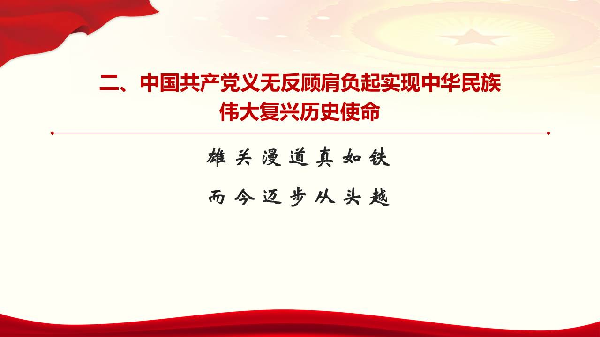 二、中国共产党义无反顾肩负起实现中华民族
伟大复兴历史使命
雄关漫道真如铁
而今迈步从头越